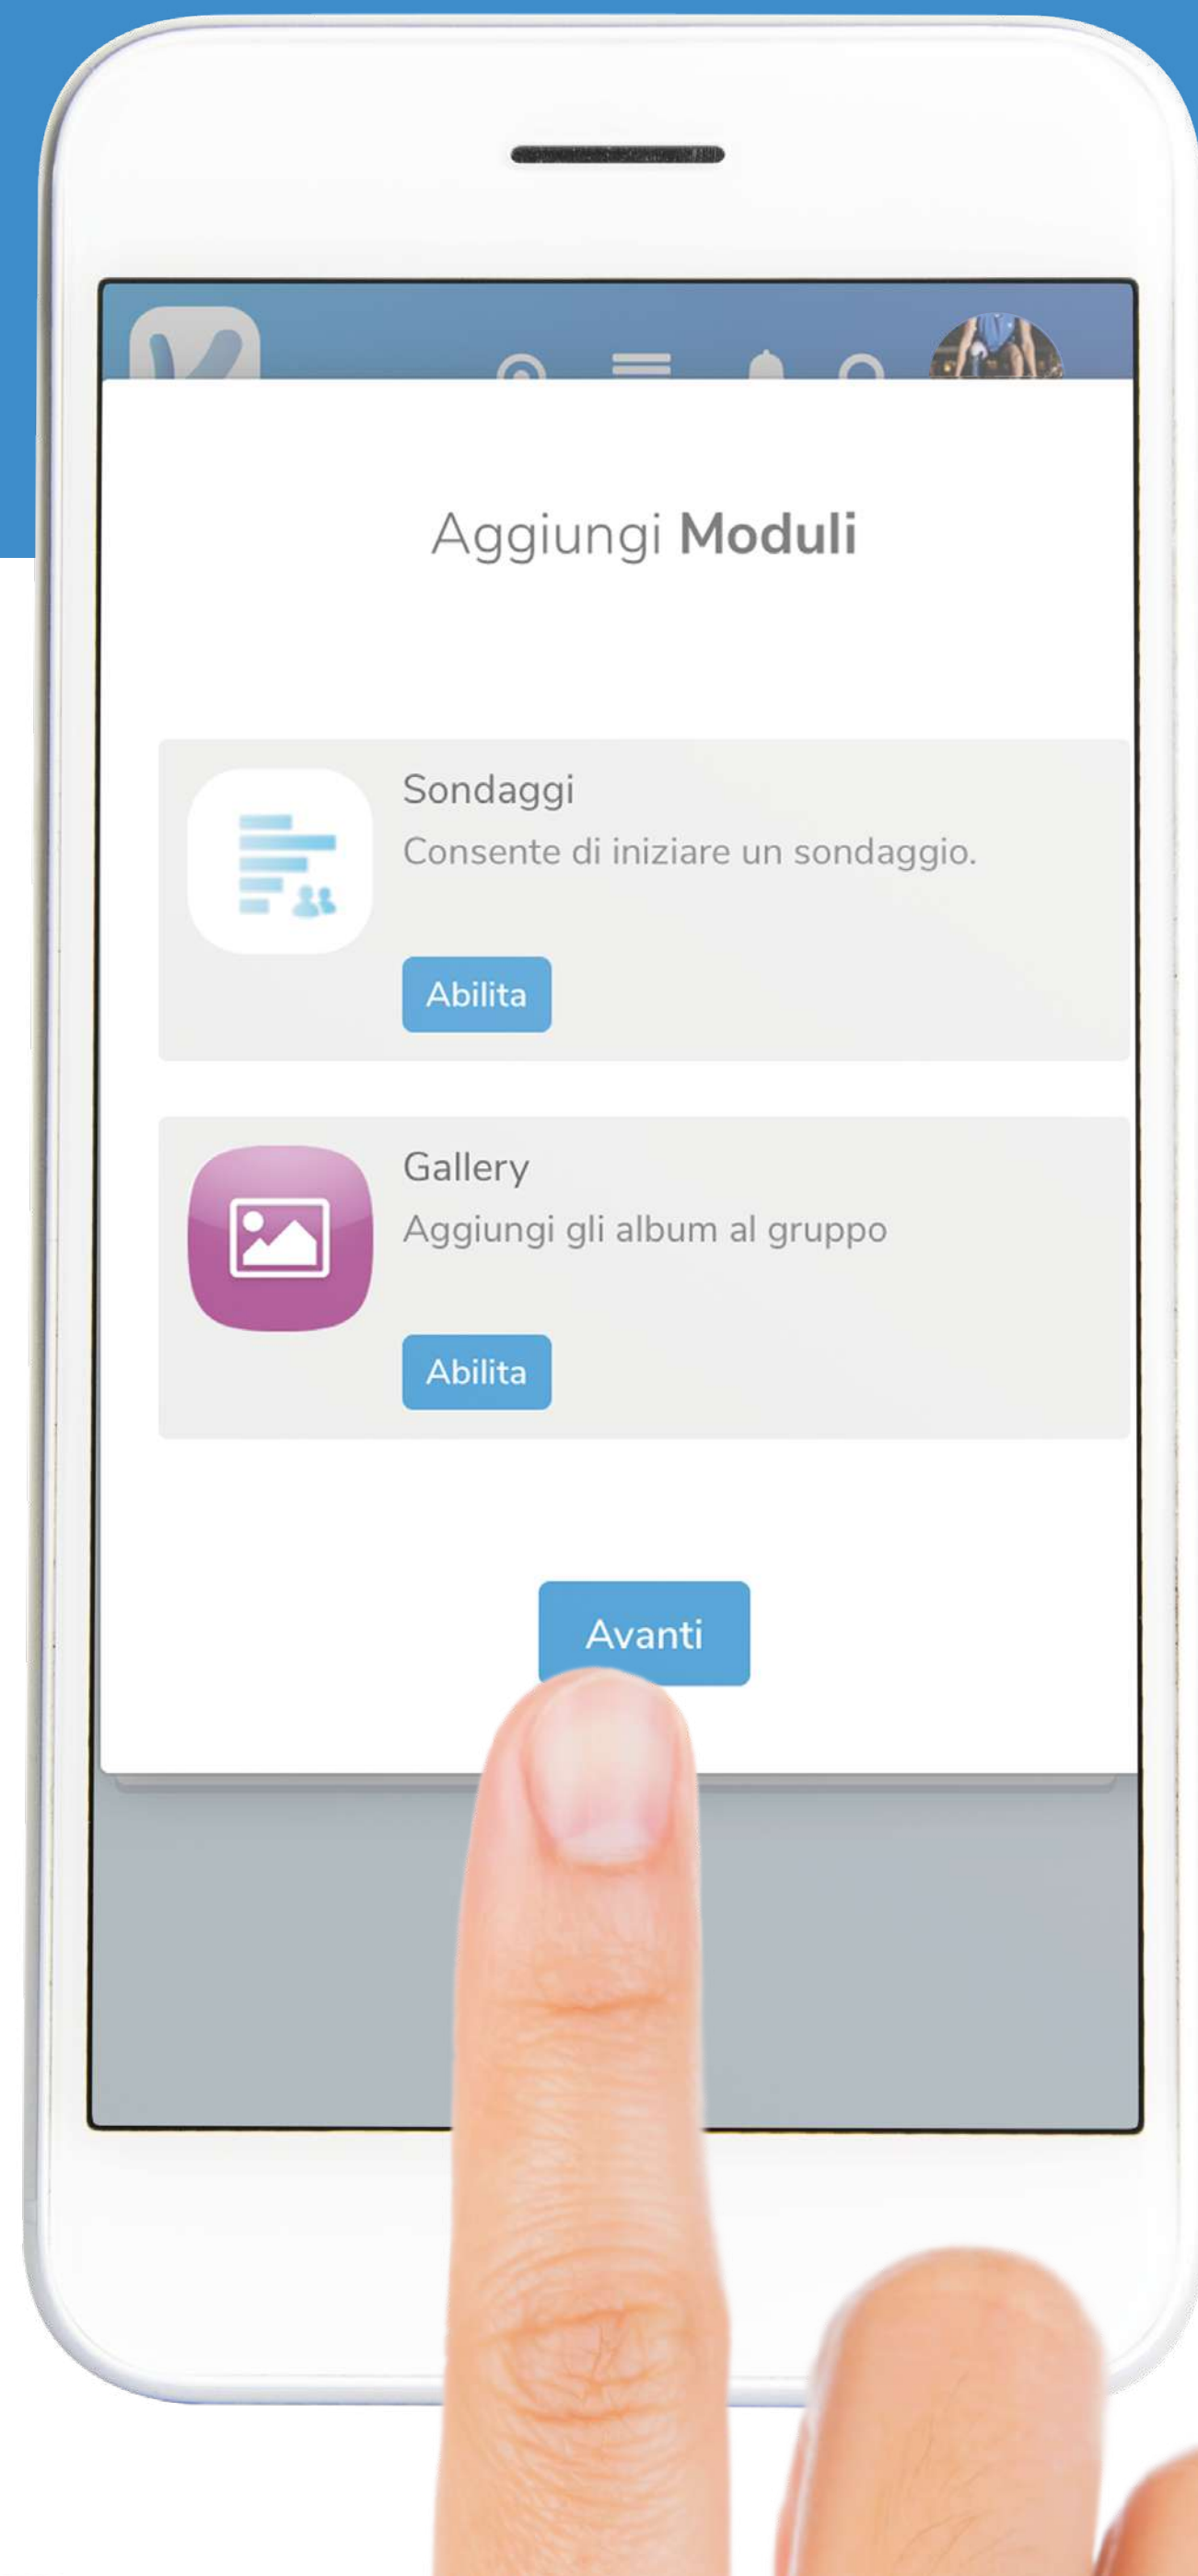 Aggiungi Moduli
Sondaggi
Consente di iniziare un sondaggio.
Abilita
Gallery
Aggiungi gli album al gruppo
Abilita
Avanti